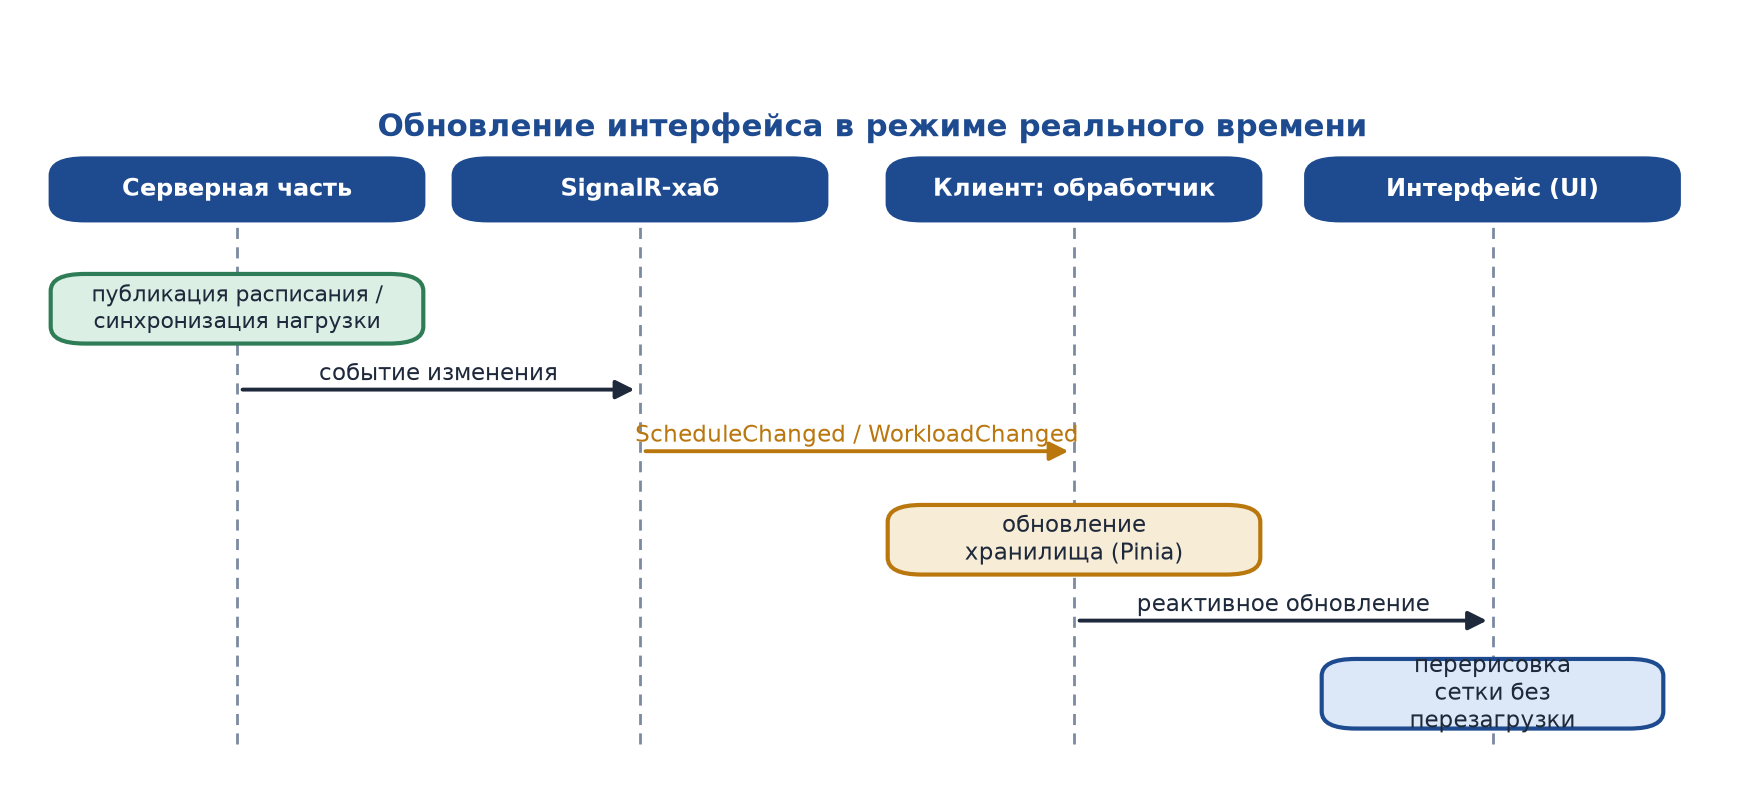 Обновление интерфейса в режиме реального времени
Серверная часть
SignalR-хаб
Клиент: обработчик
Интерфейс (UI)
публикация расписания /
синхронизация нагрузки
событие изменения
ScheduleChanged / WorkloadChanged
обновление
хранилища (Pinia)
реактивное обновление
перерисовка
сетки без
перезагрузки